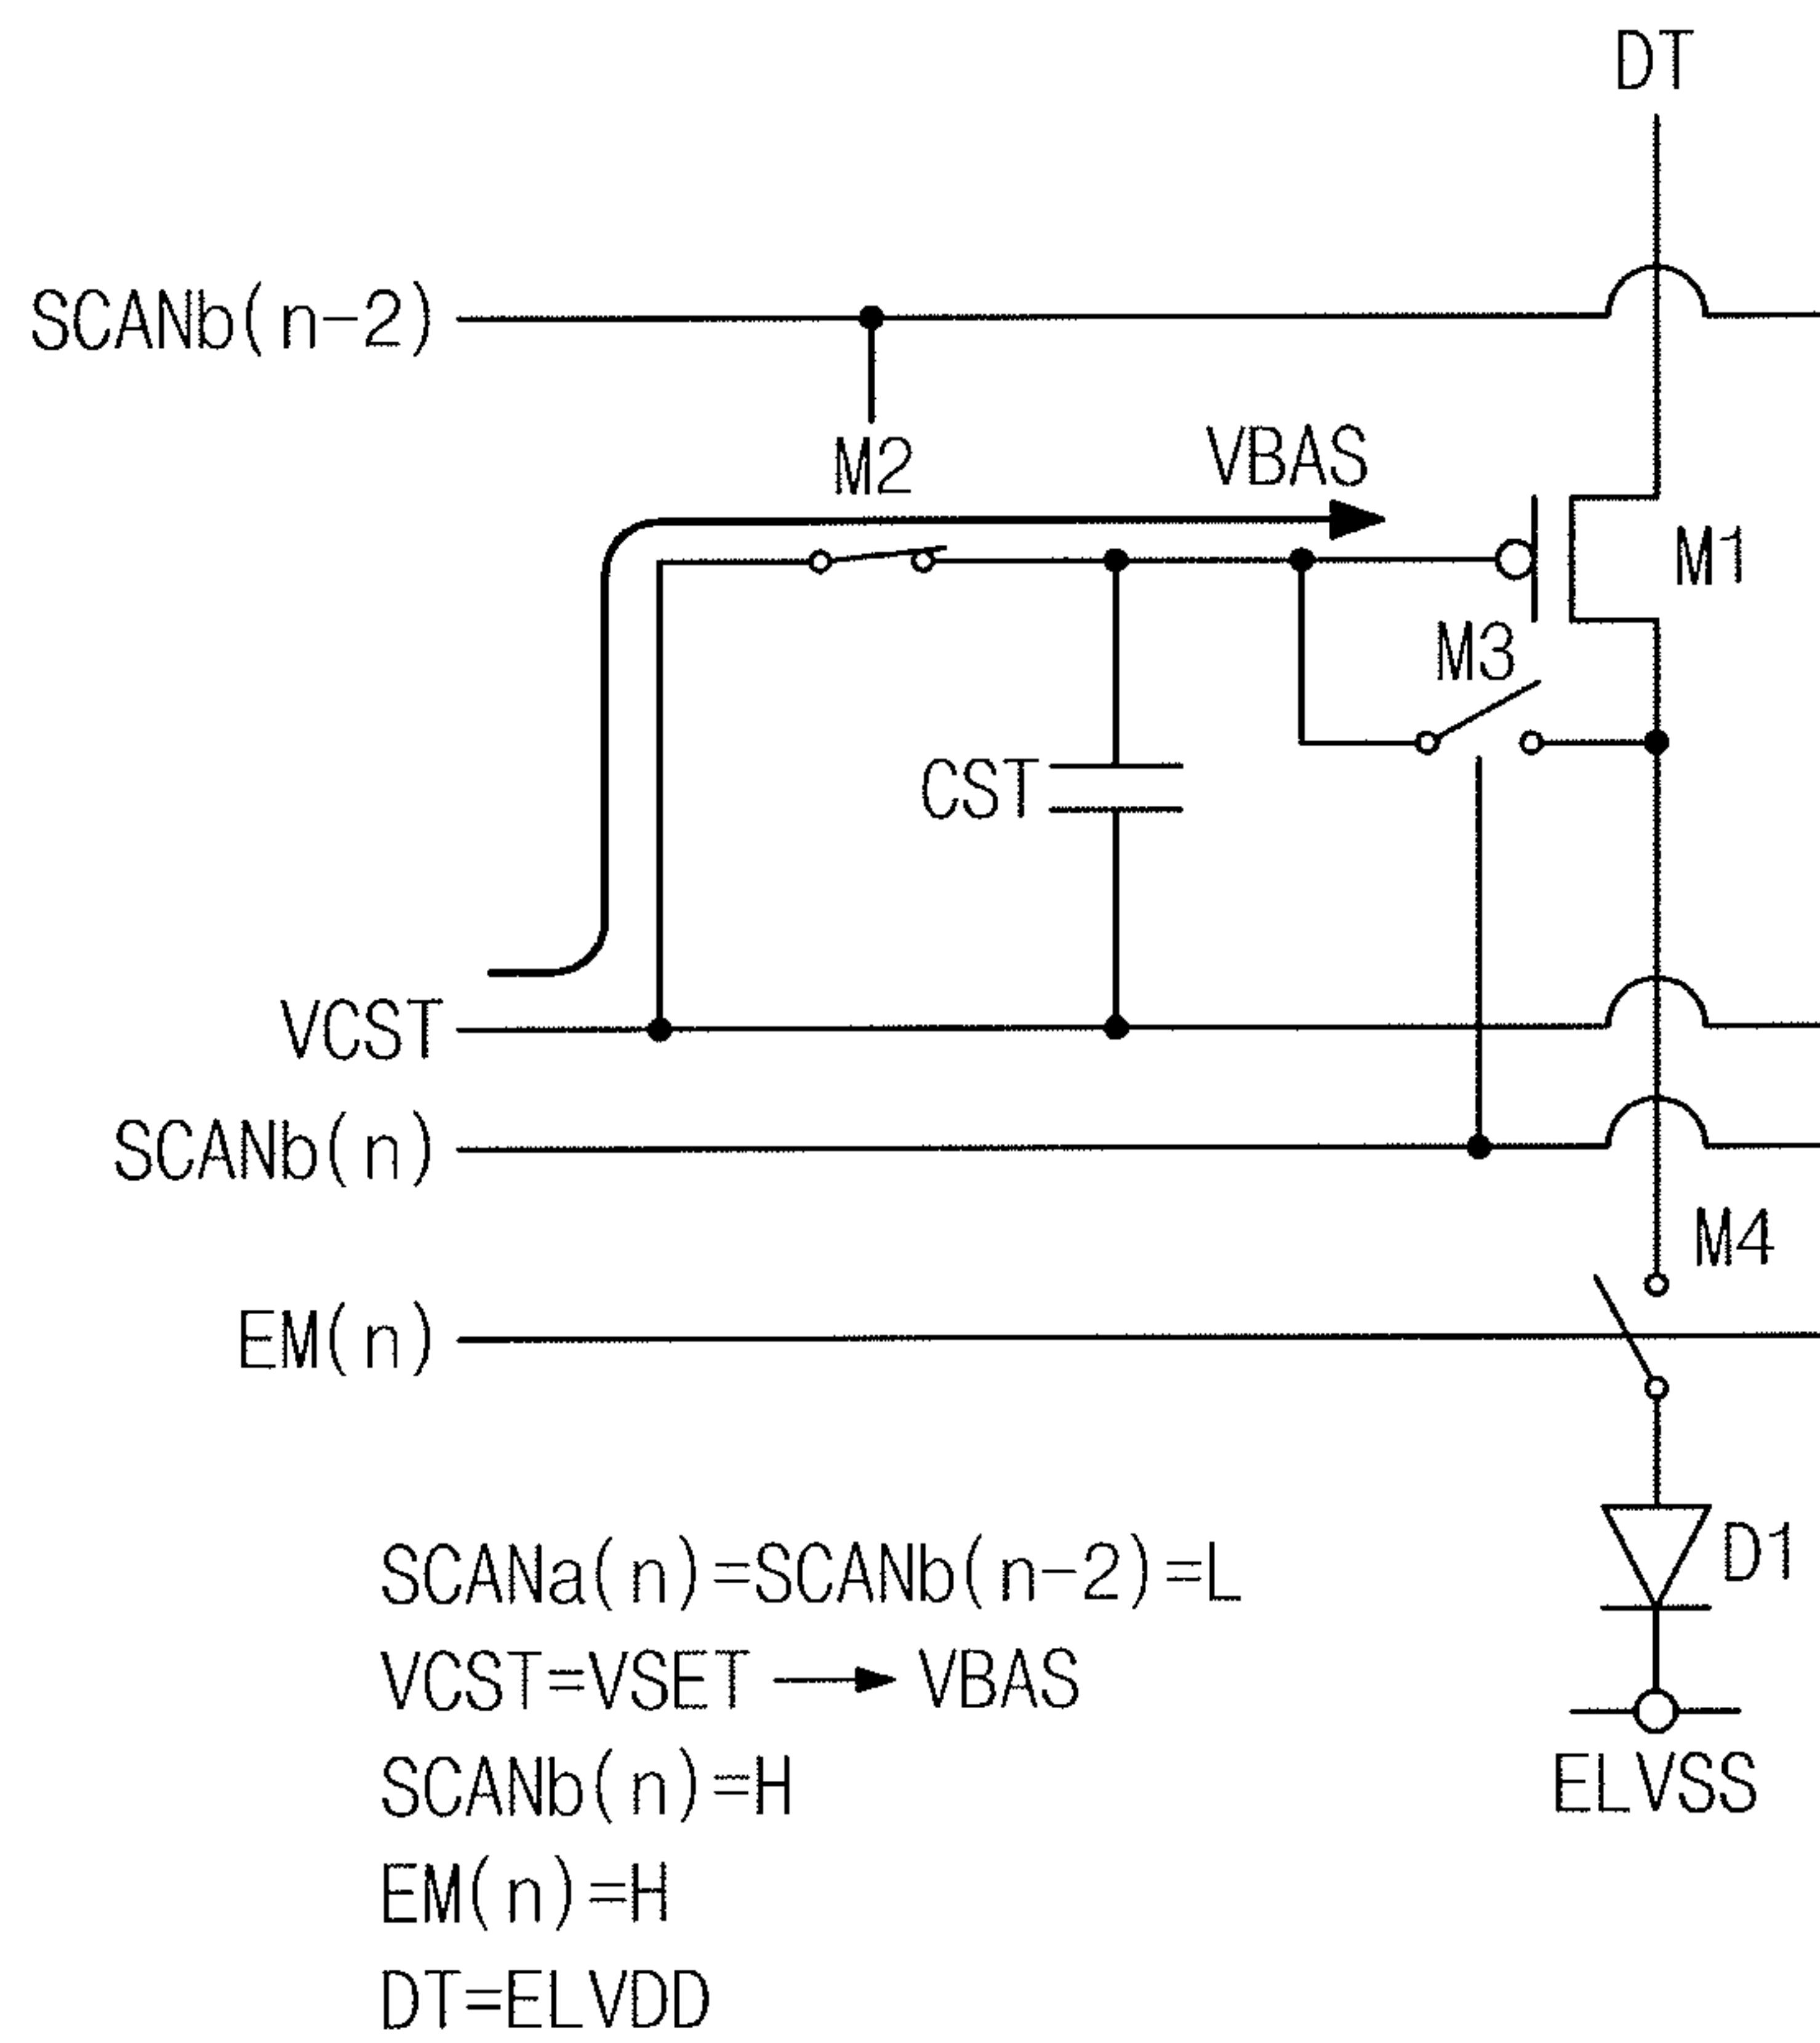 DT
SCANb(n-2)
M2
VBAS
M1
M3
CST
VCST
SCANb(n)
M4
EM(n)
D1
SCANa(n)=SCANb(n-2)=L
VCST=VSET → VBAS
SCANb(n)=H
ELVSS
EM(n)=H
DT=ELVDD